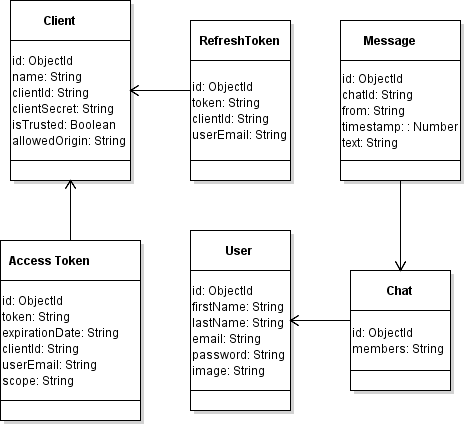 Client
id: ObjectId
name: String
clientId: String
clientSecret: String
isTrusted: Boolean
allowedOrigin: String
RefreshToken
id: ObjectId
token: String
clientId: String
userEmail: String
Message
id: ObjectId
chatId: String
from: String
timestamp: : Number
text: String
Access Token
id: ObjectId
token: String
expirationDate: String
clientId: String
userEmail: String
scope: String
User
id: ObjectId
firstName: String
lastName: String
email: String
password: String
image: String
Chat
id: ObjectId
members: String